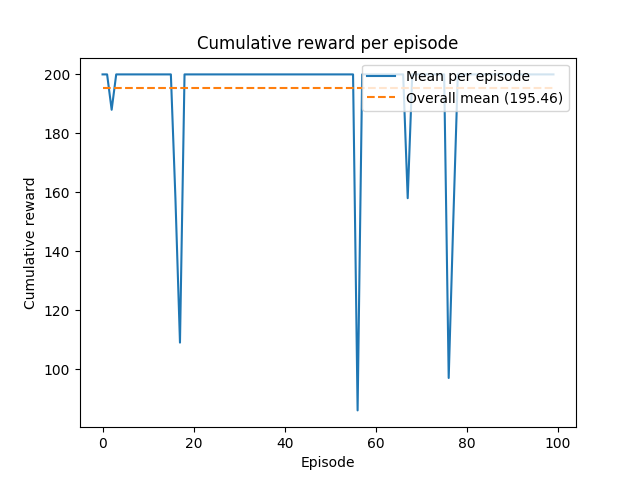 Cumulative reward per episode
200
180
160
140
120
100
Cumulative reward
Mean per episode
Overall mean (195.46)
0 20 40 60 80 100
Episode